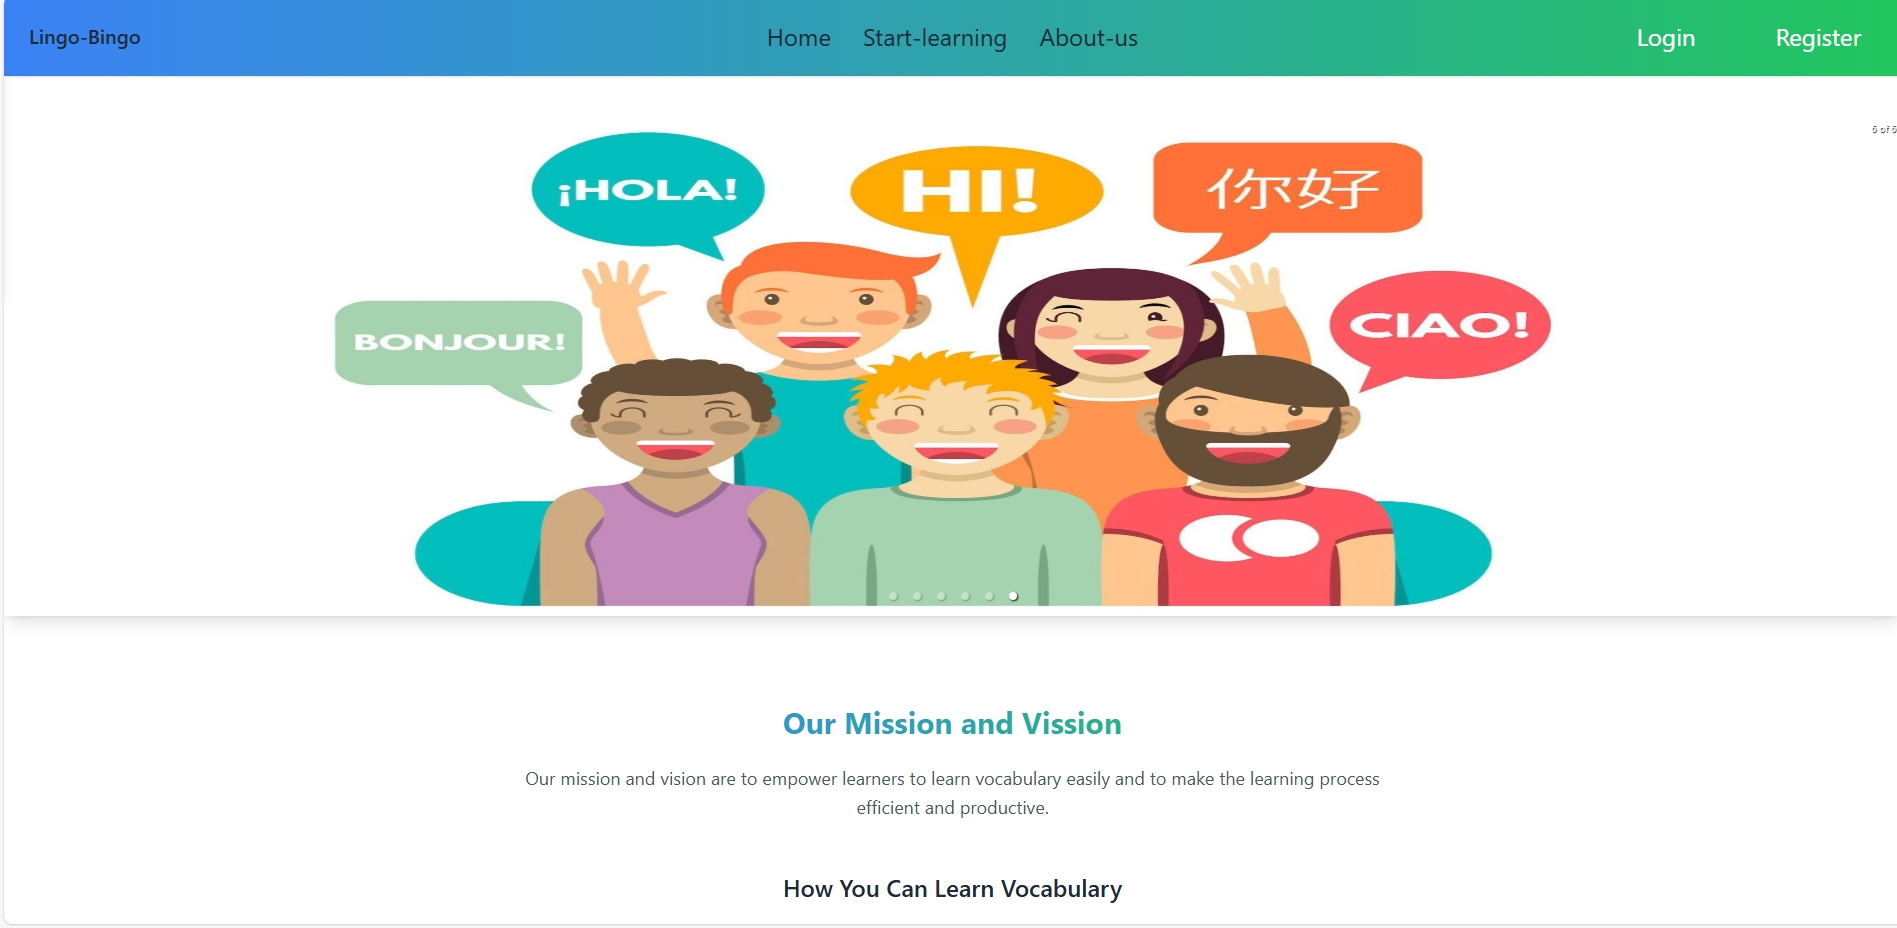 Lingo-Bingo
Home Start-learning About-us
Login Register
6 of 6
¡HOLA!
HI!
你好
BONJOUR!
CIAO!
Our Mission and Vission
Our mission and vision are to empower learners to learn vocabulary easily and to make the learning process
efficient and productive.
How You Can Learn Vocabulary